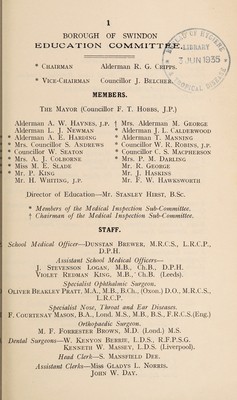 1
BOROUGH OF SWINDON
EDUCATION COMMITTEE.
LIBRARY
3 JUN 1935
* CHAIRMAN Alderman R. G. CRIPPS.
* VICE-CHAIRMAN Councillor J. BELCHER.
MEMBERS.
THE MAYOR (Councillor F. T. HOBBS, J.P.)
Alderman A. W. HAYNES, J.P.
Alderman L. J. NEWMAN
Alderman A. E. HARDING
Mrs. Councillor S. ANDREWS
Councillor W. SEATON
Mrs. A. J. COLBORNE
Miss M. E. SLADE
Mr. P. KING
Mr. H. WHITING, J.P.
† Mrs. Alderman M. GEORGE
Alderman J. L. CALDERWOOD
Alderman T. MANNING
Councillor W. R. ROBINS, J.P.
Councillor C. S. MACPHERSON
Mrs. P. M. DARLING
Mr. R. GEORGE
Mr. J. HASKINS
Mr. F. W. HAWKSWORTH
Director of Education—Mr. STANLEY HIRST, B.Sc.
* Members of the Medical Inspection Sub-Committee.
† Chairman of the Medical Inspection Sub-Committee.
STAFF.
School Medical Officer—DUNSTAN BREWER, M.R.C.S., L.R.C.P.,
D.P.H.
Assistant School Medical Officers—
J. STEVENSON LOGAN, M.B., Ch.B., D.P.H.
VIOLET REDMAN KING, M.B., Ch.B. (Leeds).
Specialist Ophthalmic Surgeon.
OLIVER BEAKLEY PRATT, M.A., M.B., B.Ch., (Oxon.) D.O., M.R.C.S.,
L.R.C.P.
Specialist Nose, Throat and Ear Diseases.
F. COURTENAY MASON, B.A., Lond. M.S., M.B., B.S., F.R.C.S.(Eng.)
Orthopaedic Surgeon.
M. F. FORRESTER BROWN, M.D. (Lond.) M.S.
Dental Surgeons—W. KENYON BERRIE, L.D.S., R.F.P.S.G.
KENNETH W. MASSEY, L.D.S. (Liverpool).
Head Clerk—S. MANSFIELD DEE.
Assistant Clerks—MISS GLADYS L. NORRIS.
JOHN W. DAY.